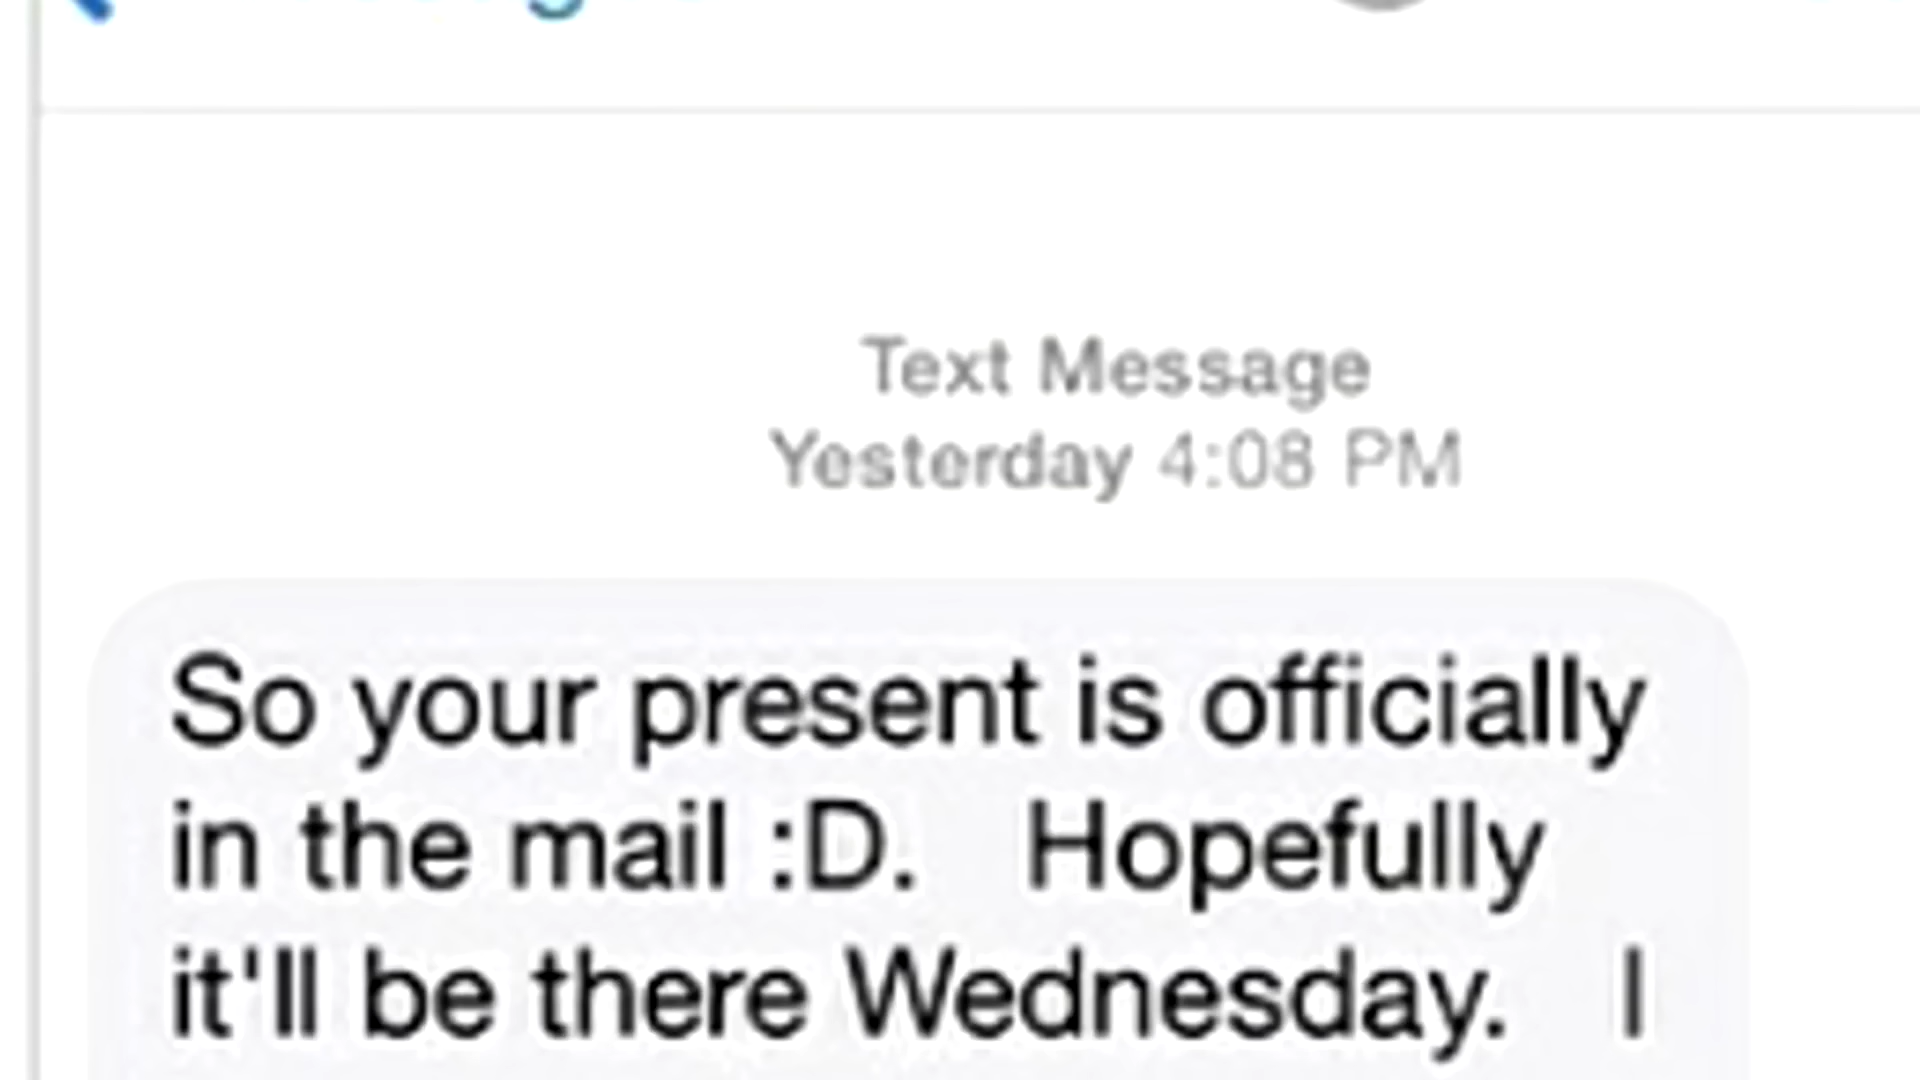 Text Message
Yesterday 4:08 PM
So your present is officially
in the mail :D.   Hopefully
it'll be there Wednesday.   I